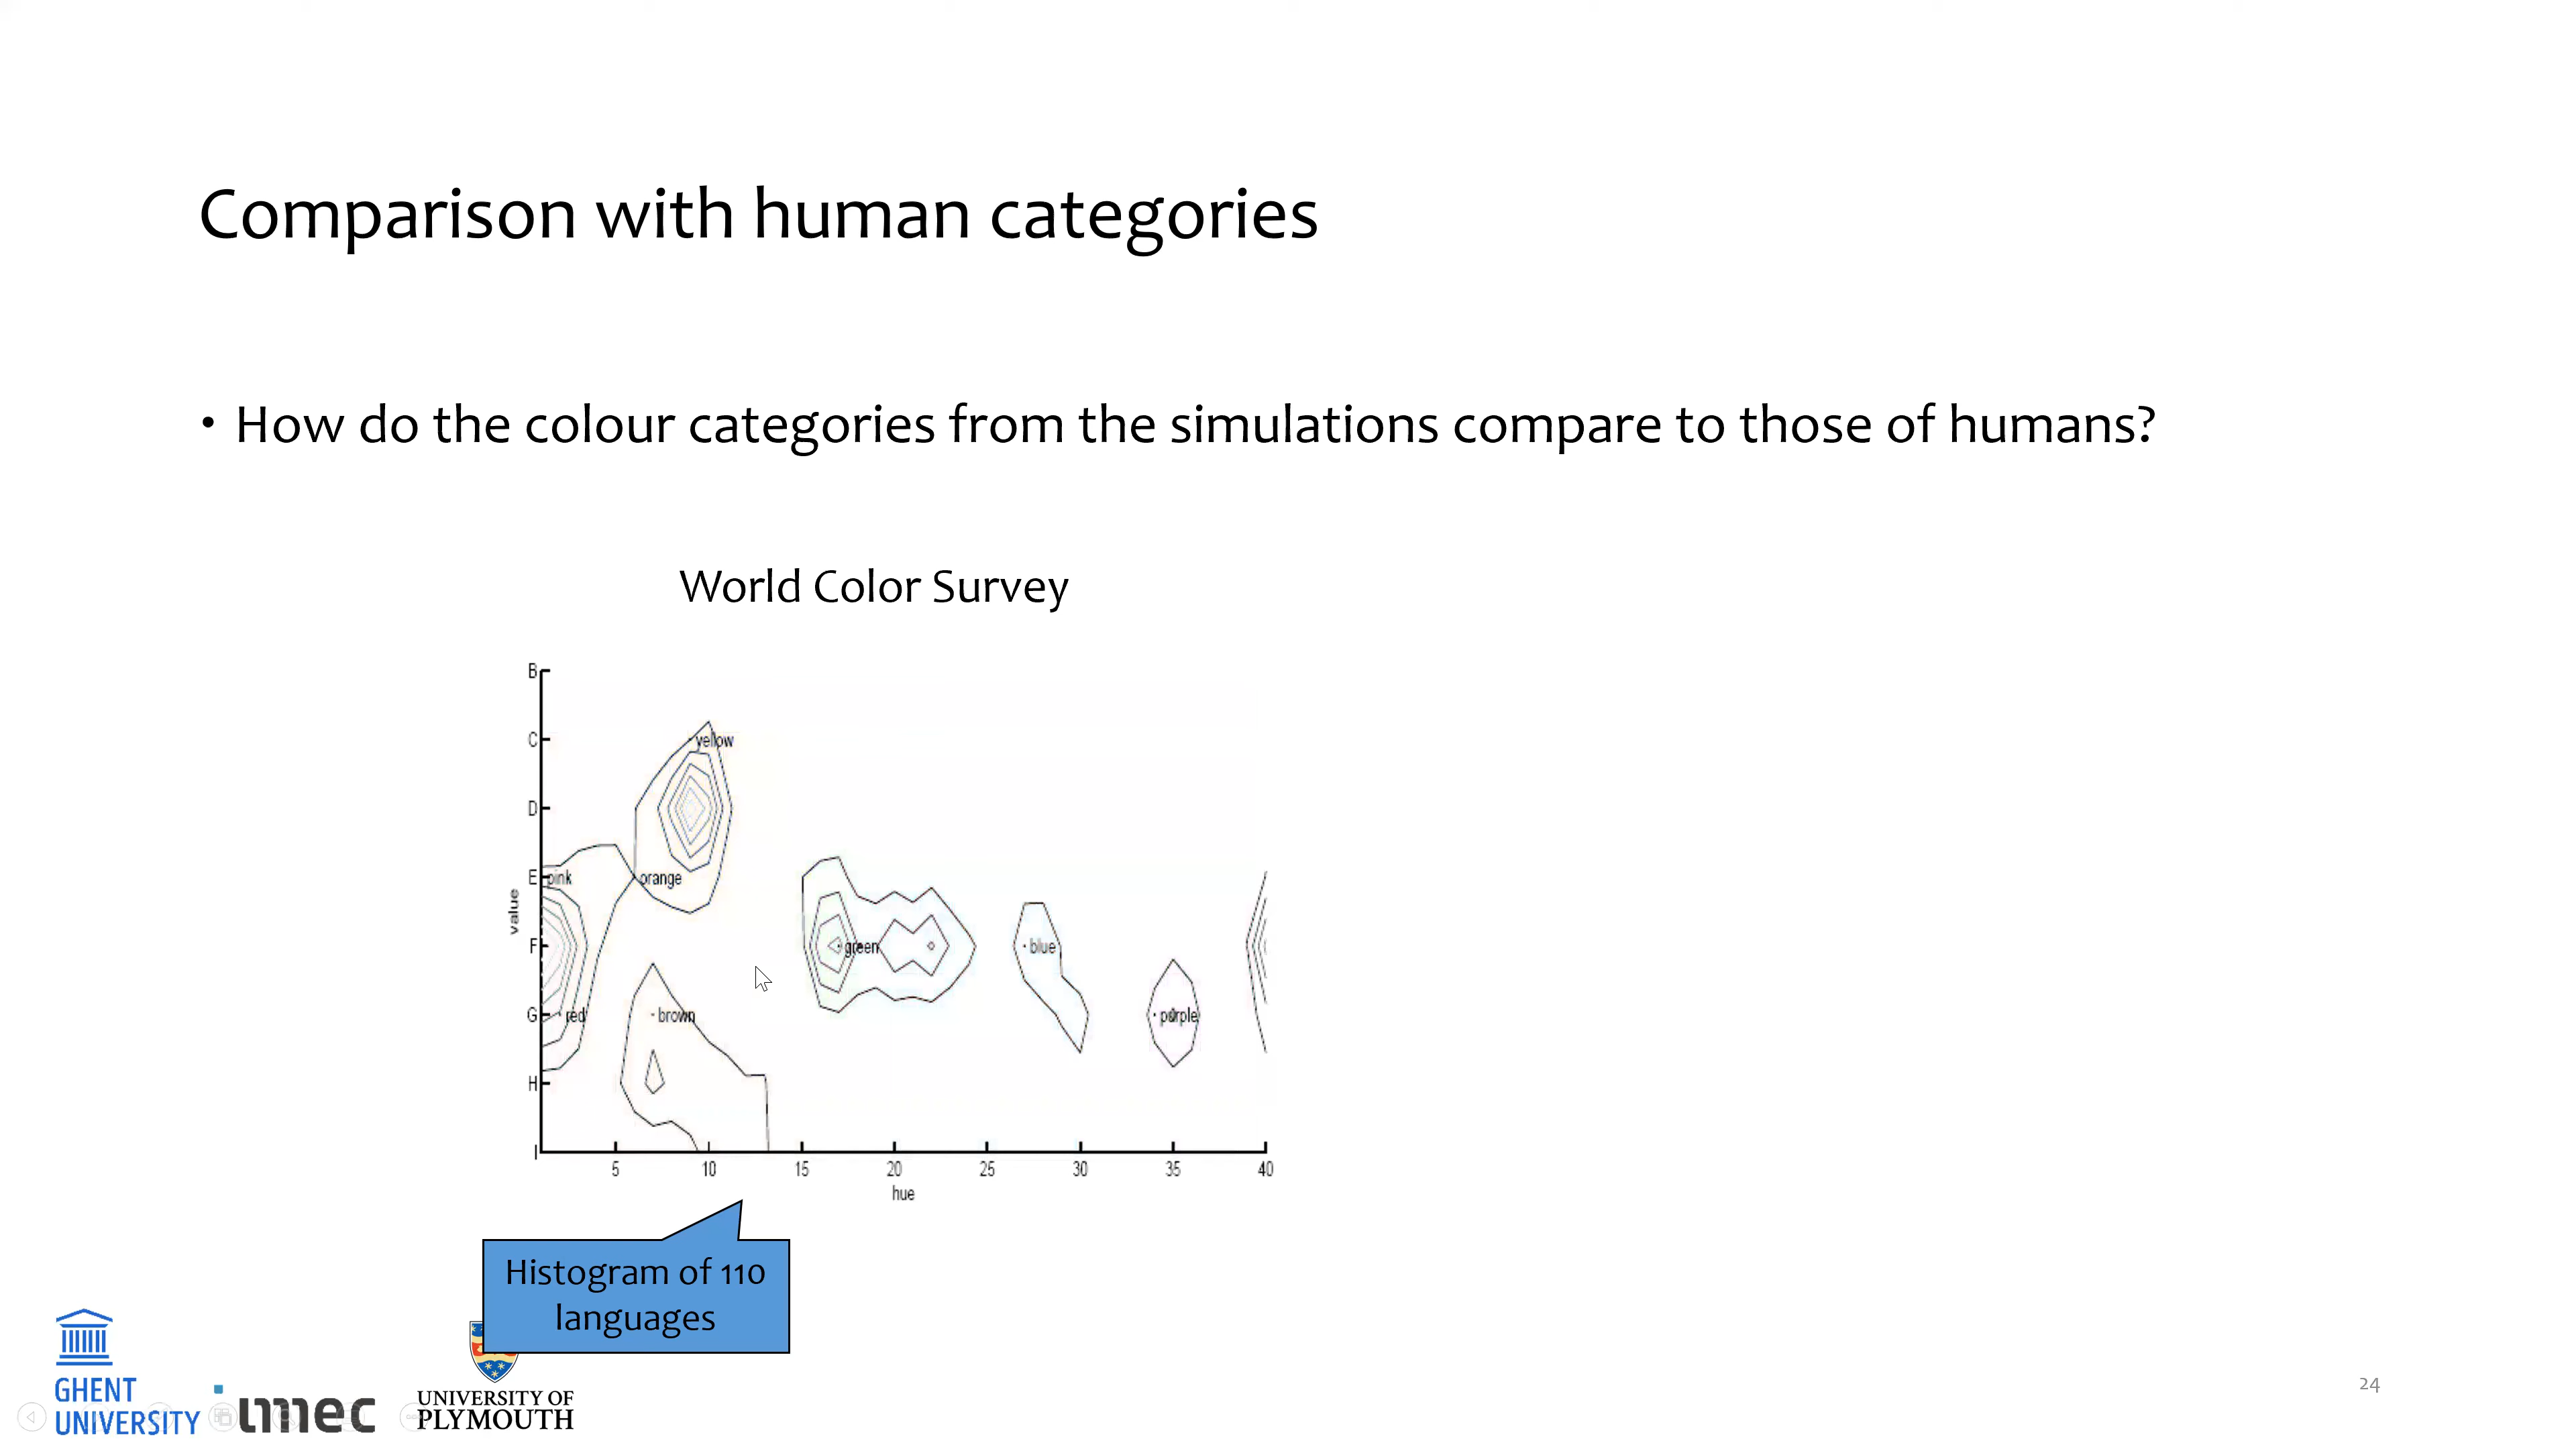 Comparison with human categories
• How do the colour categories from the simulations compare to those of humans?
World Color Survey
B
C
D
E
F
G
H
I
value
yellow
pink
orange
green
blue
red
brown
purple
5 10 15 20 25 30 35 40
hue
Histogram of 110
languages
GHENT
UNIVERSITY
imec
UNIVERSITY OF
PLYMOUTH
24